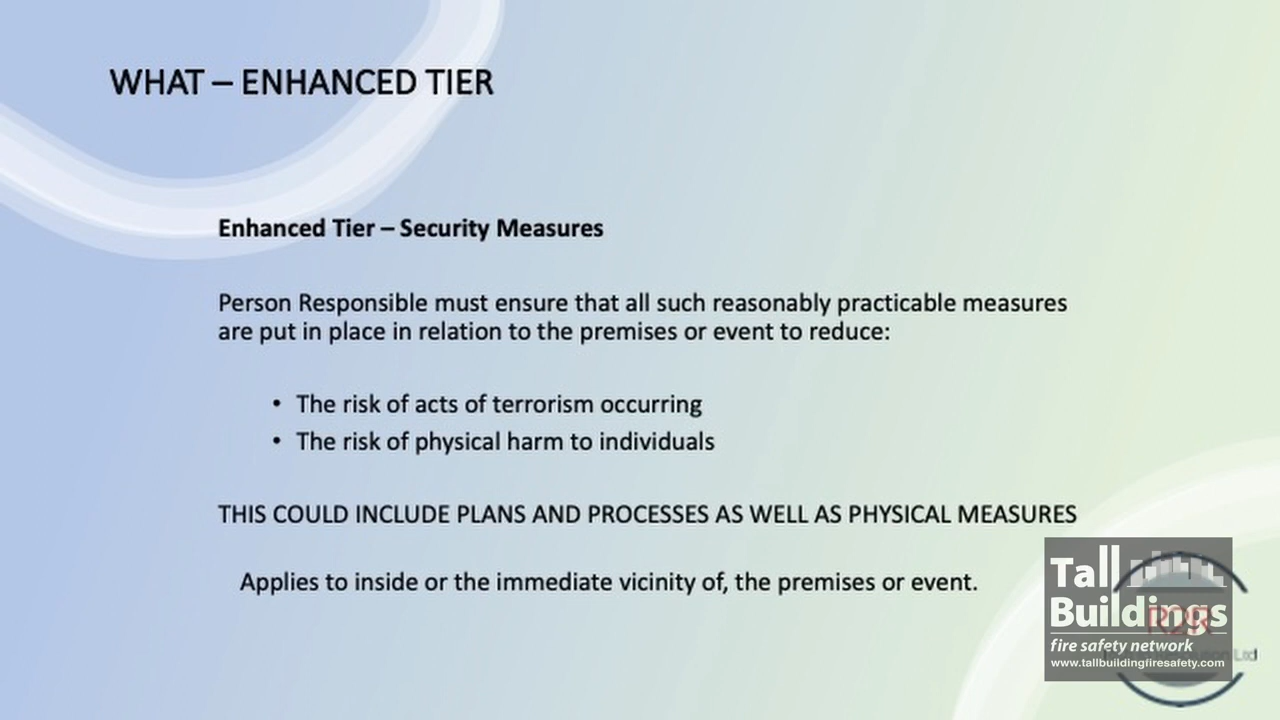 WHAT – ENHANCED TIER
Enhanced Tier – Security Measures
Person Responsible must ensure that all such reasonably practicable measures
are put in place in relation to the premises or event to reduce:
• The risk of acts of terrorism occurring
• The risk of physical harm to individuals
THIS COULD INCLUDE PLANS AND PROCESSES AS WELL AS PHYSICAL MEASURES
Applies to inside or the immediate vicinity of, the premises or event.
Tall
Buildings
fire safety network
www.tallbuildingfiresafety.com
R2R
Ltd